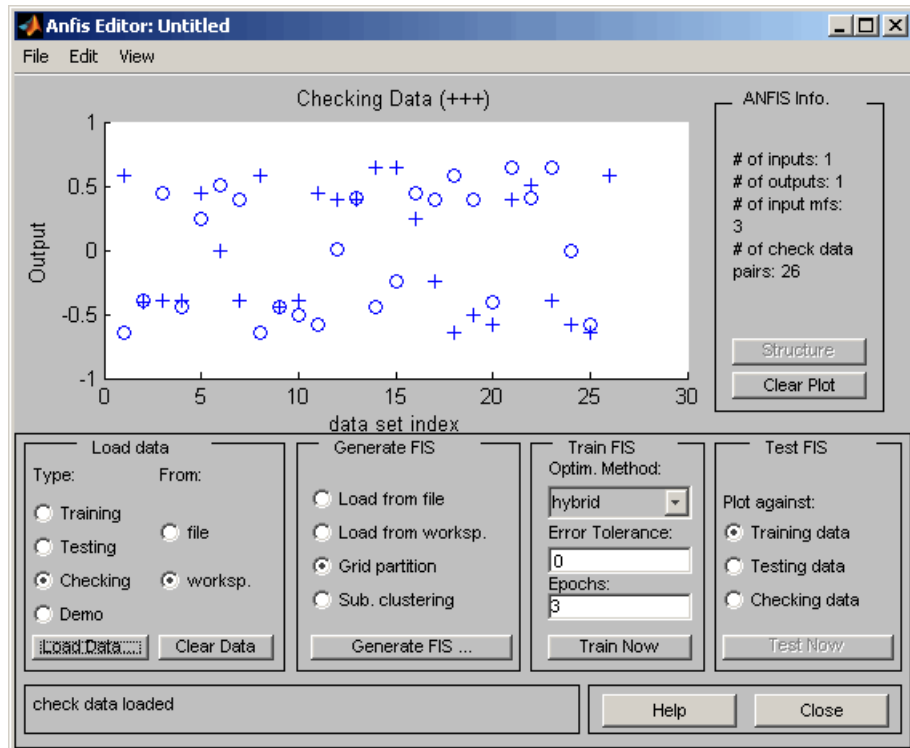 Anfis Editor: Untitled
File Edit View
Checking Data (+++)
1
0.5
0
-0.5
-1
Output
0 5 10 15 20 25 30
data set index
ANFIS Info.
# of inputs: 1
# of outputs: 1
# of input mfs:
3
# of check data
pairs: 26
Structure
Clear Plot
Load data
Type: From:
Training
Testing
Checking
Demo
file
worksp.
Load Data...
Clear Data
Generate FIS
Load from file
Load from worksp.
Grid partition
Sub. clustering
Generate FIS ...
Train FIS
Optim. Method:
hybrid
Error Tolerance:
0
Epochs:
3
Train Now
Test FIS
Plot against:
Training data
Testing data
Checking data
Test Now
check data loaded
Help
Close